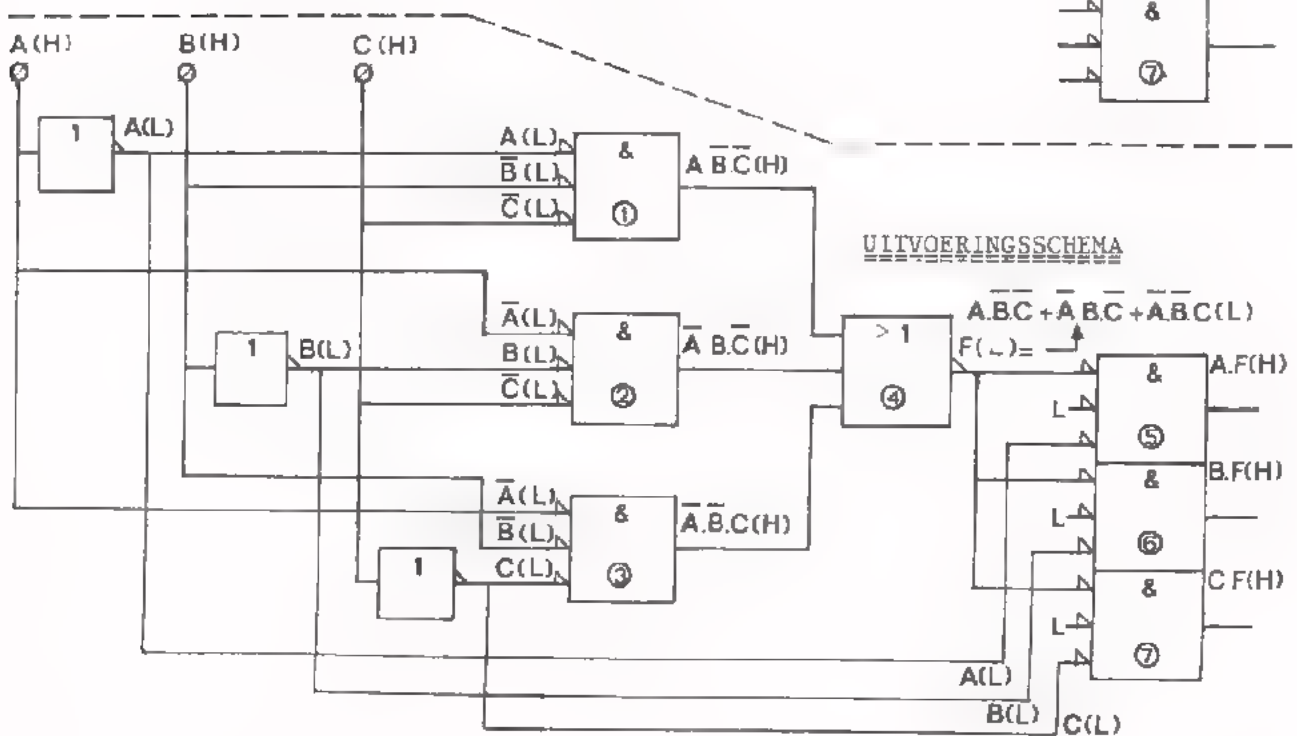 &
⑦
A(H) B(H) C(H)
1 A(L)
A(L) & A B̅.C̅(H)
B̅(L)
C̅(L) ①
UITVOERINGSSCHEMA
A.B̅.C̅ + A̅ B.C̅ + A̅.B̅.C(L)
F(L)=
A̅(L) & A̅ B.C̅(H)
1 B(L)
B(L)
C̅(L) ②
> 1
④
& A.F(H)
L
⑤
& B.F(H)
L
⑥
& C F(H)
L
⑦
A̅(L) & A̅.B̅.C(H)
B̅(L)
1 C(L) ③
A(L)
B(L) C(L)